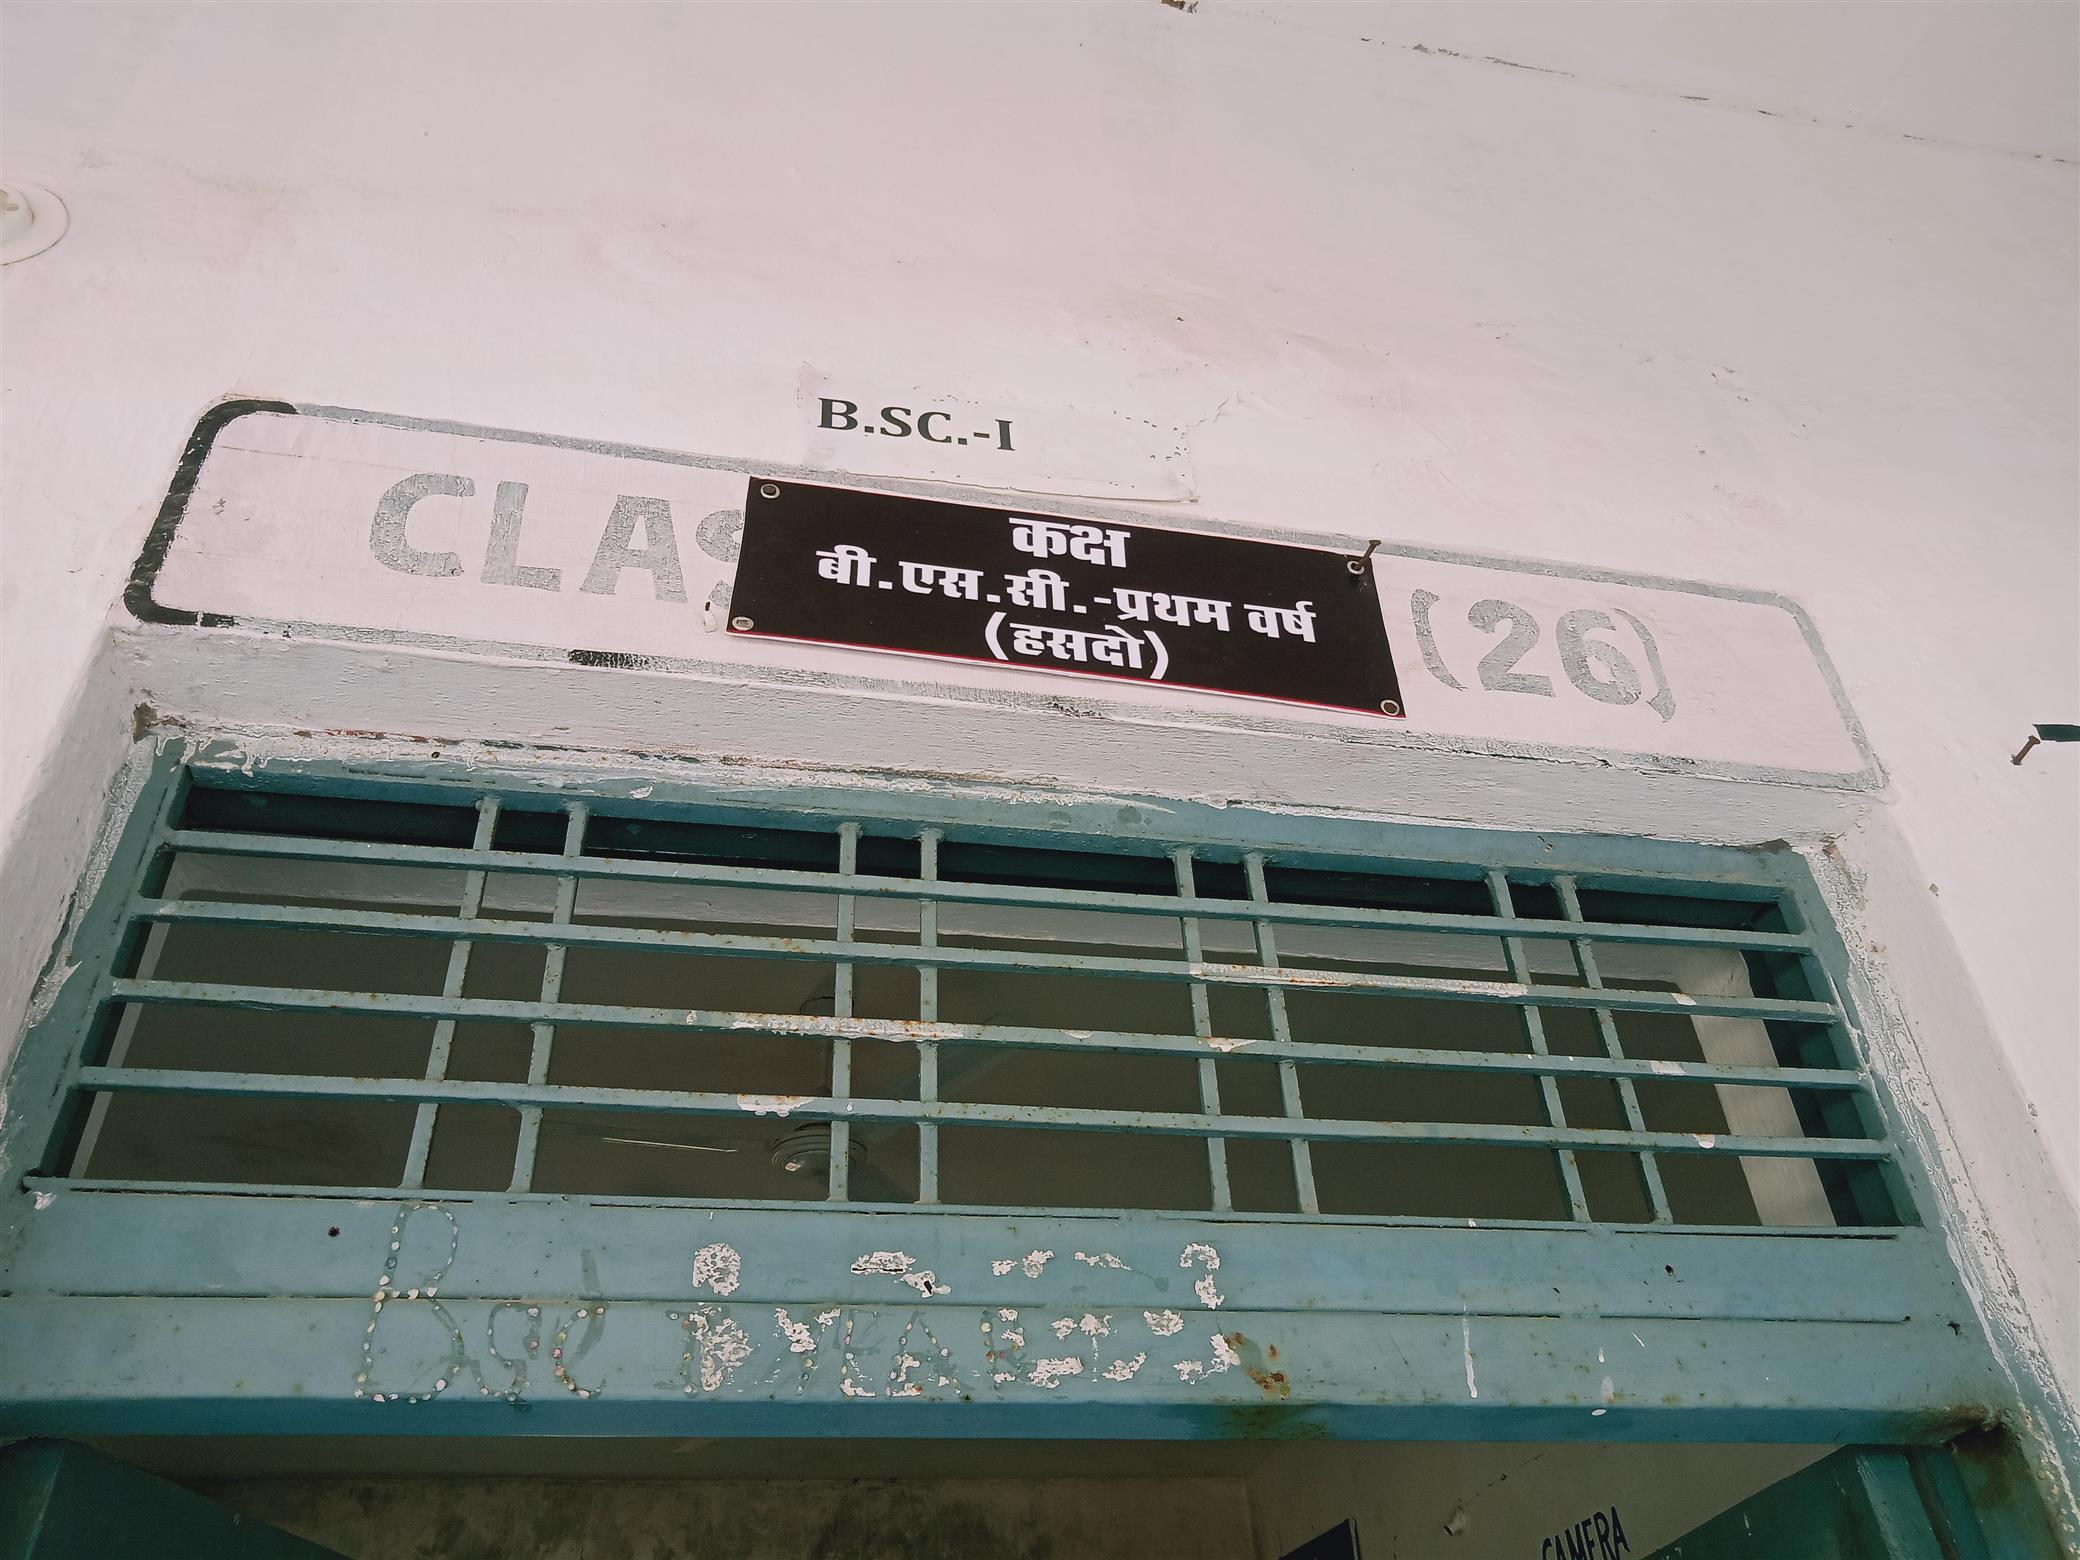 B.SC.-I
CLAS (26)
कक्ष
बी.एस.सी.-प्रथम वर्ष
(हसदो)
CAMERA